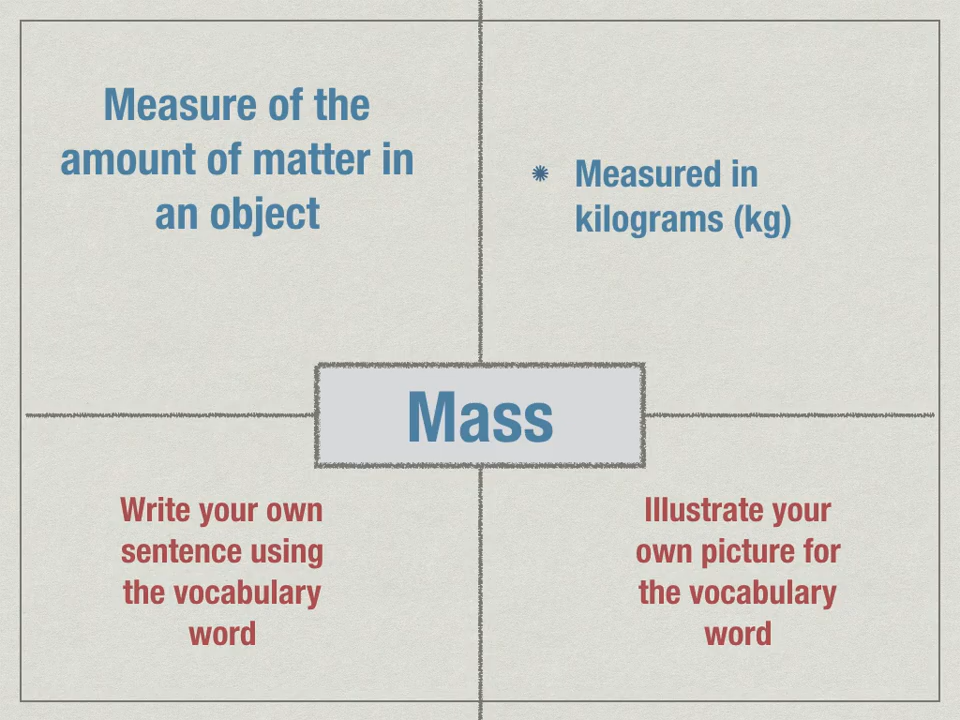 Measure of the
amount of matter in
an object
Measured in
kilograms (kg)
Mass
Write your own
sentence using
the vocabulary
word
Illustrate your
own picture for
the vocabulary
word